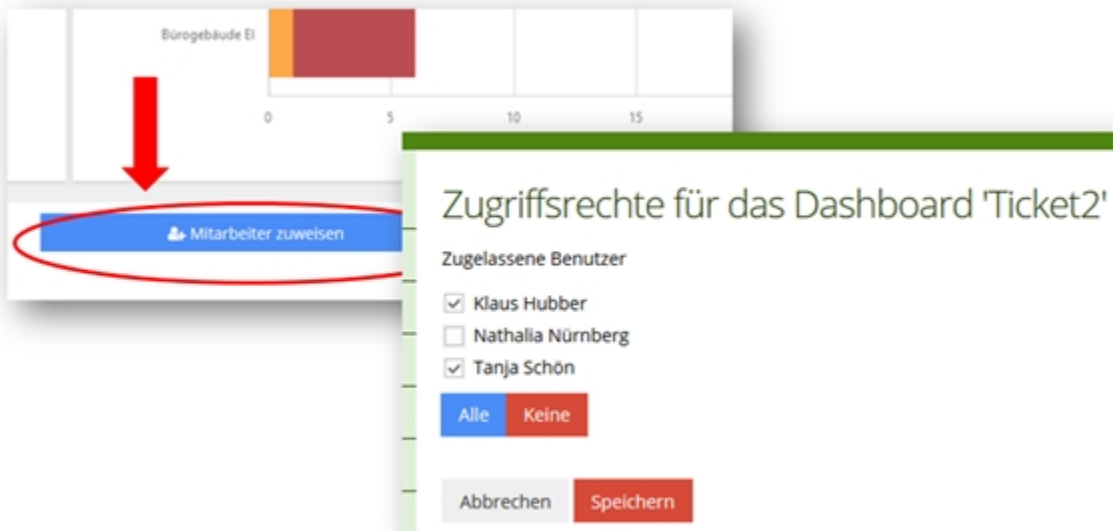 Bürogebäude El
0 5 10 15
Mitarbeiter zuweisen
Zugriffsrechte für das Dashboard 'Ticket2'
Zugelassene Benutzer
Klaus Hubber
Nathalia Nürnberg
Tanja Schön
Alle Keine
Abbrechen Speichern